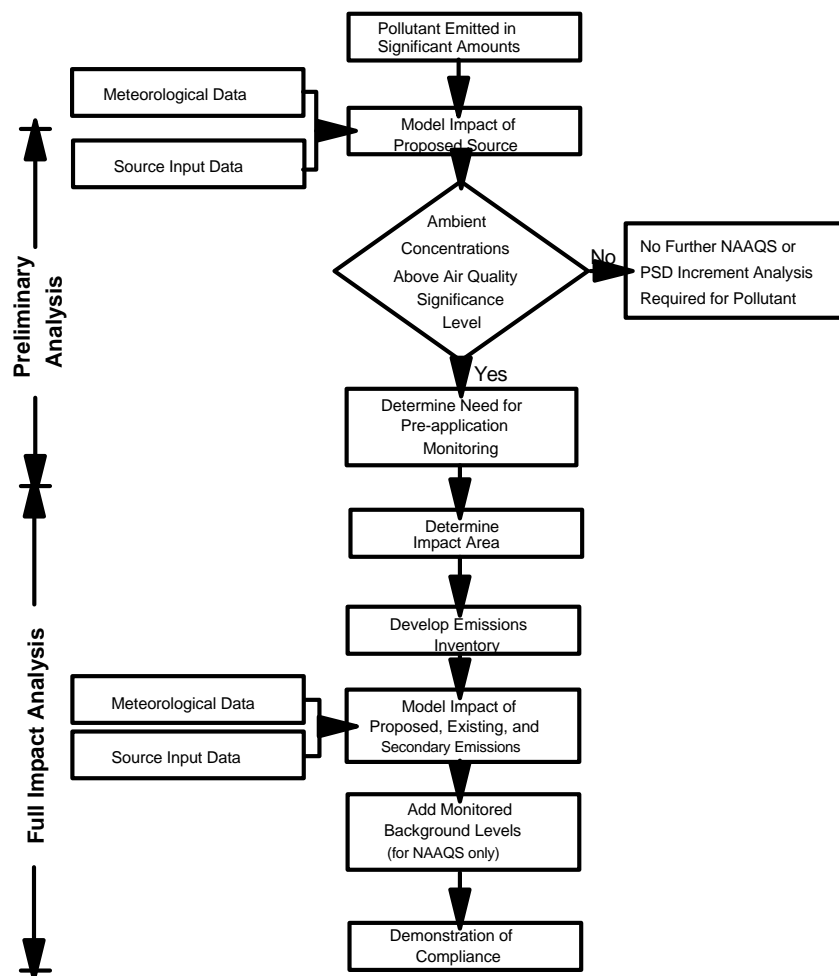 Pollutant Emitted in
Significant Amounts
Meteorological Data
Source Input Data
Model Impact of
Proposed Source
Ambient
Concentrations
Above Air Quality
Significance
Level
No
No Further NAAQS or
PSD Increment Analysis
Required for Pollutant
Yes
Determine Need for
Pre-application
Monitoring
Preliminary
Analysis
Determine
Impact Area
Develop Emissions
Inventory
Meteorological Data
Source Input Data
Model Impact of
Proposed, Existing, and
Secondary Emissions
Add Monitored
Background Levels
(for NAAQS only)
Demonstration of
Compliance
Full Impact Analysis